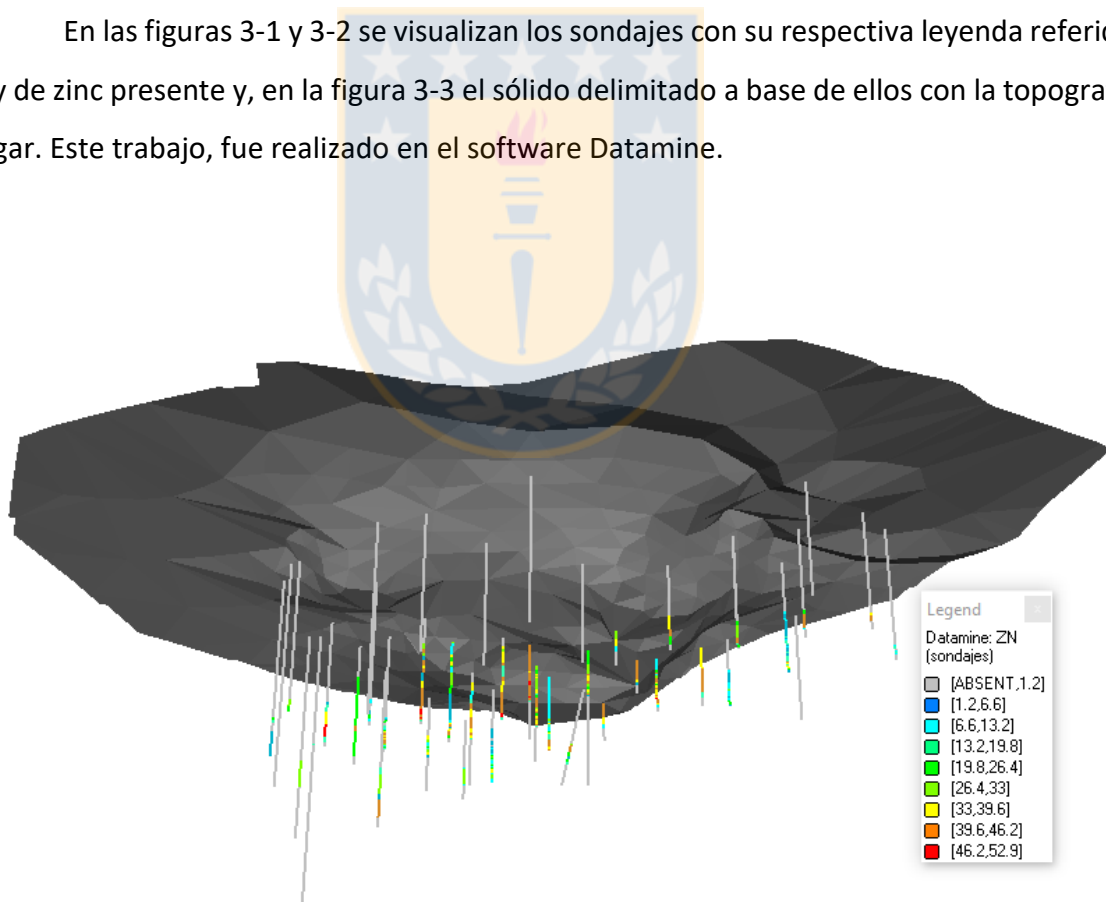 En las figuras 3-1 y 3-2 se visualizan los sondajes con su respectiva leyenda
y de zinc presente y, en la figura 3-3 el sólido delimitado a base de ellos con la
Este trabajo, fue realizado en el software Datamine.
Legend
Datamine: ZN
(sondajes)
[ABSENT,1.2]
[1.2,6.6]
[6.6,13.2]
[13.2,19.8]
[19.8,26.4]
[26.4,33]
[33,39.6]
[39.6,46.2]
[46.2,52.9]